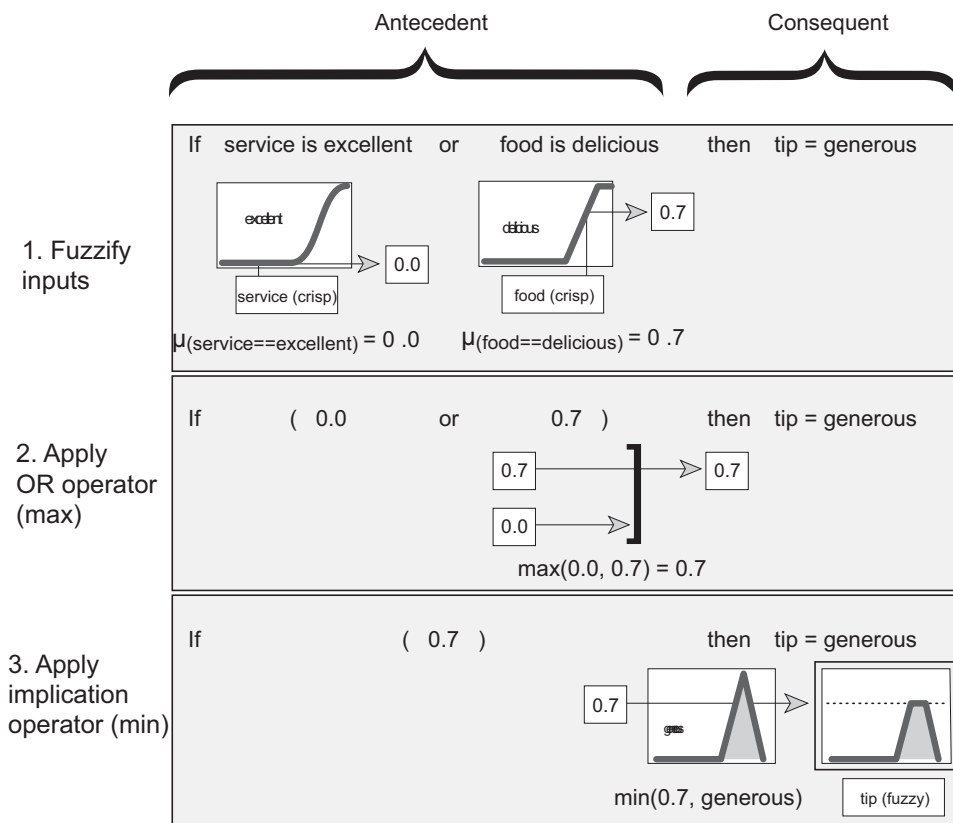 Antecedent Consequent
If service is excellent or food is delicious then tip = generous
1. Fuzzify
inputs
excellent
0.0
service (crisp)
delicious
0.7
food (crisp)
μ(service==excellent) = 0 .0 μ(food==delicious) = 0 .7
If ( 0.0 or 0.7 ) then tip = generous
2. Apply
OR operator
(max)
0.7
0.7
0.0
max(0.0, 0.7) = 0.7
If ( 0.7 ) then tip = generous
3. Apply
implication
operator (min)
0.7
min(0.7, generous)
tip (fuzzy)